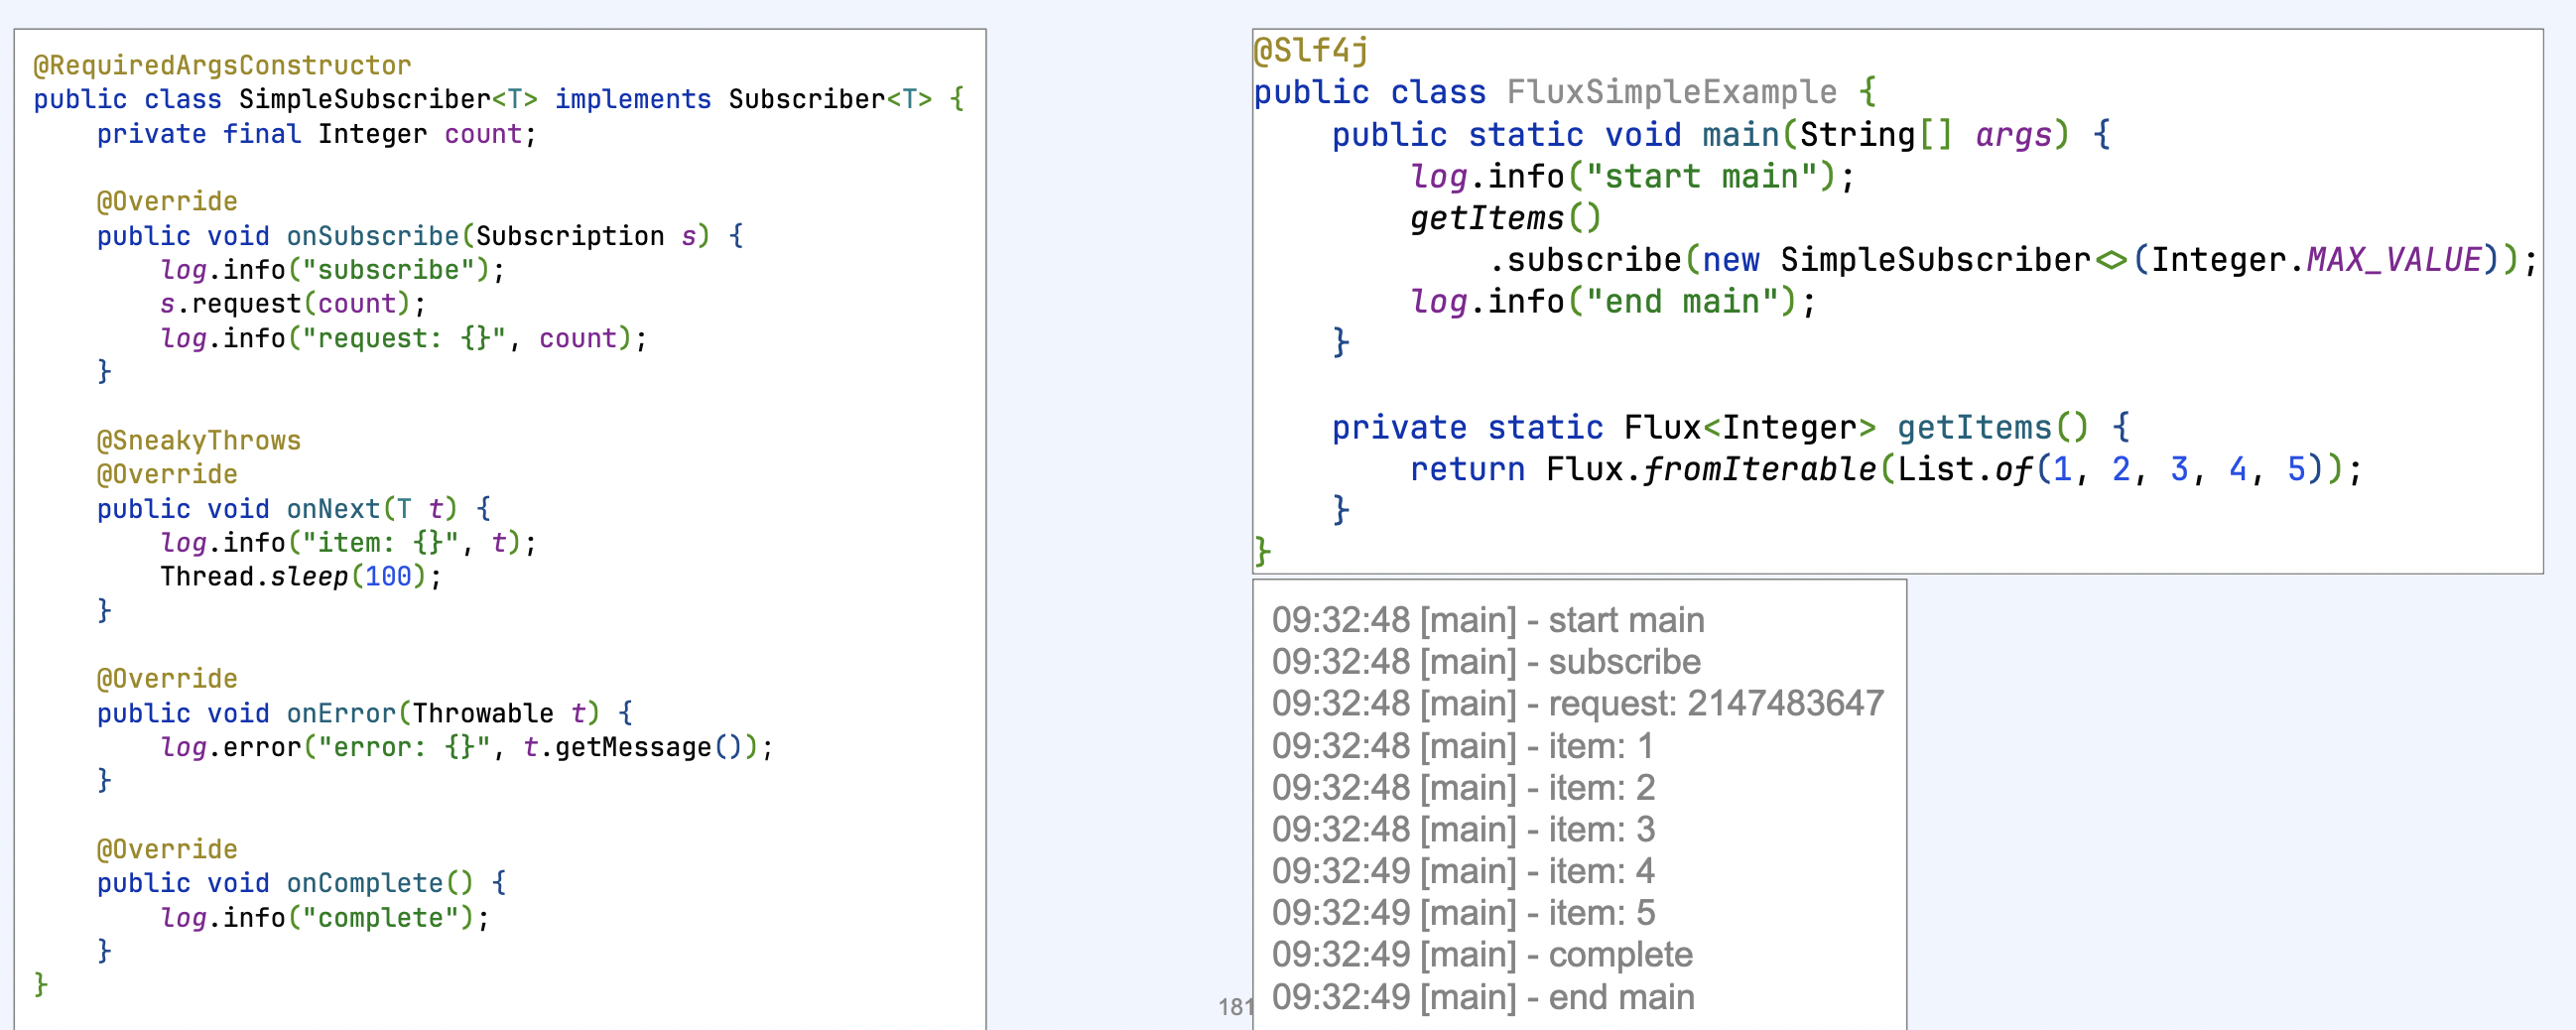 @RequiredArgsConstructor
public class SimpleSubscriber<T> implements Subscriber<T> {
    private final Integer count;

    @Override
    public void onSubscribe(Subscription s) {
        log.info("subscribe");
        s.request(count);
        log.info("request: {}", count);
    }

    @SneakyThrows
    @Override
    public void onNext(T t) {
        log.info("item: {}", t);
        Thread.sleep(100);
    }

    @Override
    public void onError(Throwable t) {
        log.error("error: {}", t.getMessage());
    }

    @Override
    public void onComplete() {
        log.info("complete");
    }
}
@Slf4j
public class FluxSimpleExample {
    public static void main(String[] args) {
        log.info("start main");
        getItems()
            .subscribe(new SimpleSubscriber<>(Integer.MAX_VALUE));
        log.info("end main");
    }

    private static Flux<Integer> getItems() {
        return Flux.fromIterable(List.of(1, 2, 3, 4, 5));
    }
}
09:32:48 [main] - start main
09:32:48 [main] - subscribe
09:32:48 [main] - request: 2147483647
09:32:48 [main] - item: 1
09:32:48 [main] - item: 2
09:32:48 [main] - item: 3
09:32:49 [main] - item: 4
09:32:49 [main] - item: 5
09:32:49 [main] - complete
09:32:49 [main] - end main
181